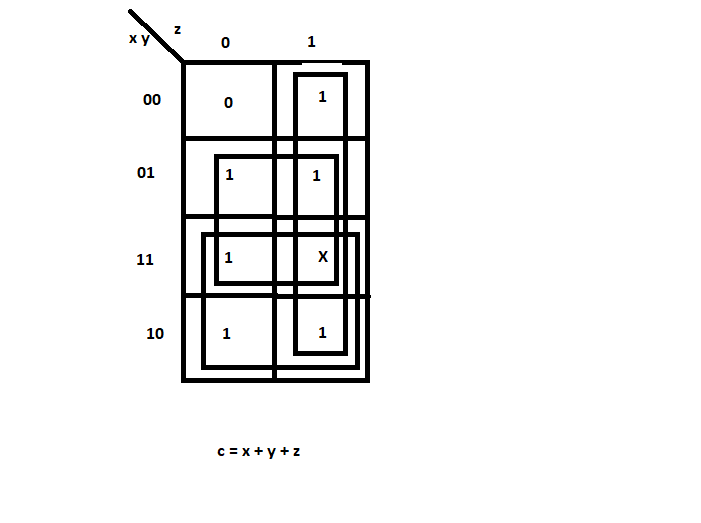 z
x y
0 1
00 0 1
01 1 1
11 1 X
10 1 1
c = x + y + z